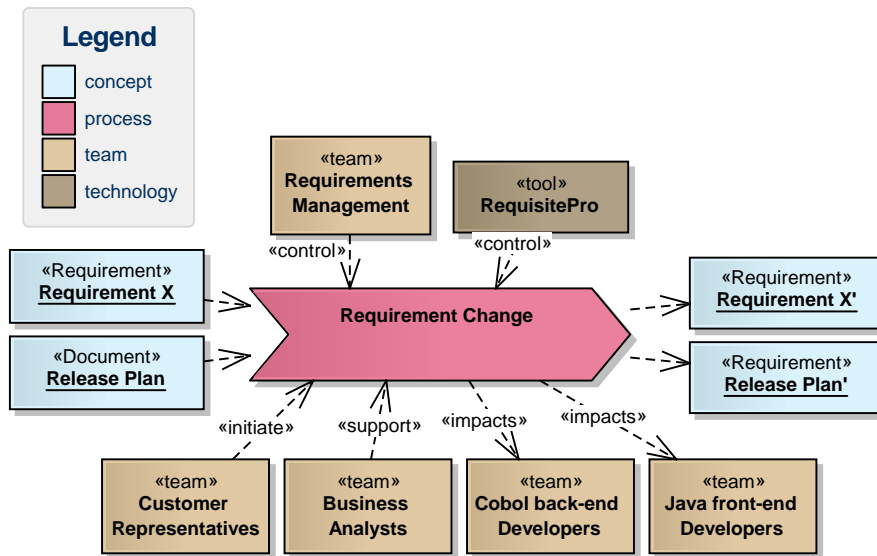 Legend
concept
process
team
technology
«team»
Requirements
Management
«tool»
RequisitePro
«control»
«control»
«Requirement»
Requirement X
«Document»
Release Plan
Requirement Change
«Requirement»
Requirement X'
«Requirement»
Release Plan'
«initiate»
«support»
«impacts»
«impacts»
«team»
Customer
Representatives
«team»
Business
Analysts
«team»
Cobol back-end
Developers
«team»
Java front-end
Developers